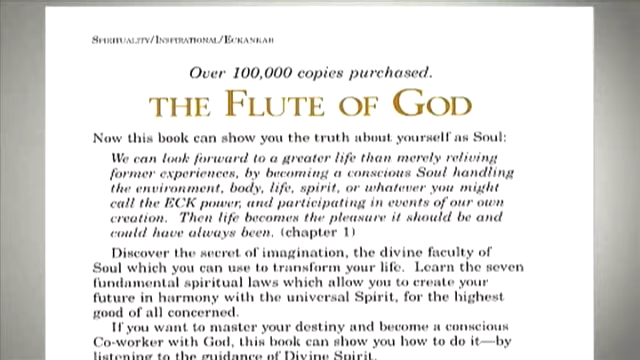 SPIRITUALITY/INSPIRATIONAL/ECKANKAR
Over 100,000 copies purchased.
THE FLUTE OF GOD
Now this book can show you the truth about yourself as Soul:
We can look forward to a greater life than merely reliving
former experiences, by becoming a conscious Soul handling
the environment, body, life, spirit, or whatever you might
call the ECK power, and participating in events of our own
creation. Then life becomes the pleasure it should be and
could have always been. (chapter 1)
Discover the secret of imagination, the divine faculty of
Soul which you can use to transform your life. Learn the seven
fundamental spiritual laws which allow you to create your
future in harmony with the universal Spirit, for the highest
good of all concerned.
If you want to master your destiny and become a conscious
Co-worker with God, this book can show you how to do it—by
listening to the guidance of Divine Spirit.